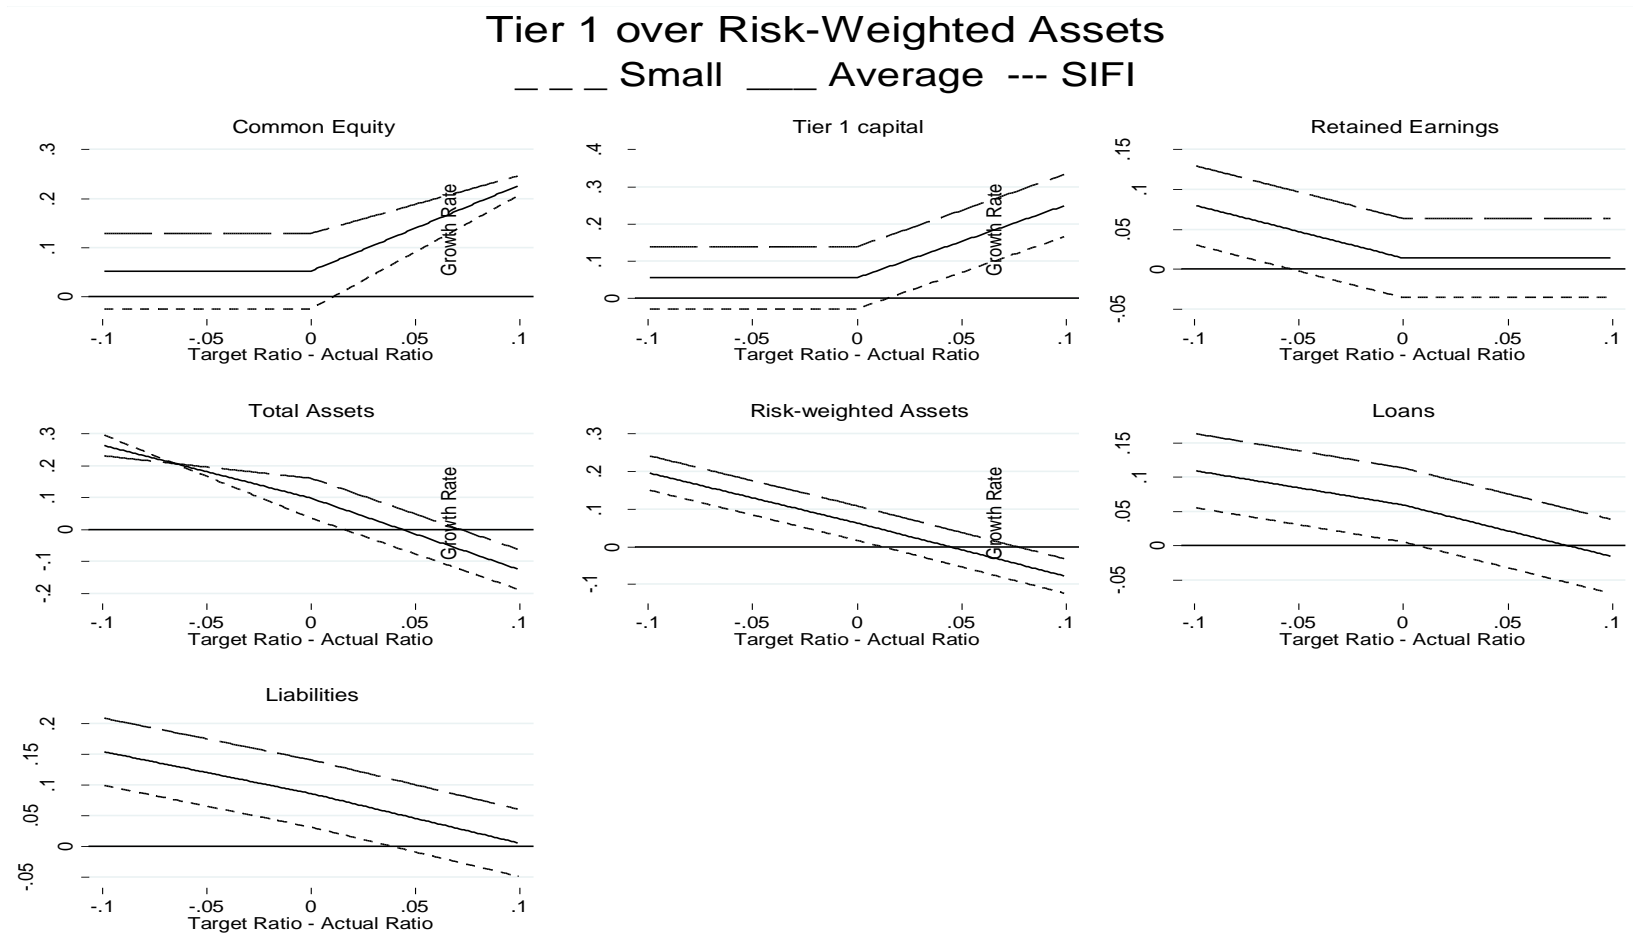 Tier 1 over Risk-Weighted Assets
_ _ _ Small ___ Average --- SIFI
Common Equity
.3
.2
.1
0
-.1 -.05 0 .05 .1
Target Ratio - Actual Ratio
Tier 1 capital
Growth Rate
.4
.3
.2
.1
0
-.1 -.05 0 .05 .1
Target Ratio - Actual Ratio
Retained Earnings
Growth Rate
.15
.1
.05
0
-.05
-.1 -.05 0 .05 .1
Target Ratio - Actual Ratio
Total Assets
.3
.2
.1
0
-.1
-.2
-.1 -.05 0 .05 .1
Target Ratio - Actual Ratio
Risk-weighted Assets
Growth Rate
.3
.2
.1
0
-.1
-.1 -.05 0 .05 .1
Target Ratio - Actual Ratio
Loans
Growth Rate
.15
.1
.05
0
-.05
-.1 -.05 0 .05 .1
Target Ratio - Actual Ratio
Liabilities
.2
.15
.1
.05
0
-.05
-.1 -.05 0 .05 .1
Target Ratio - Actual Ratio